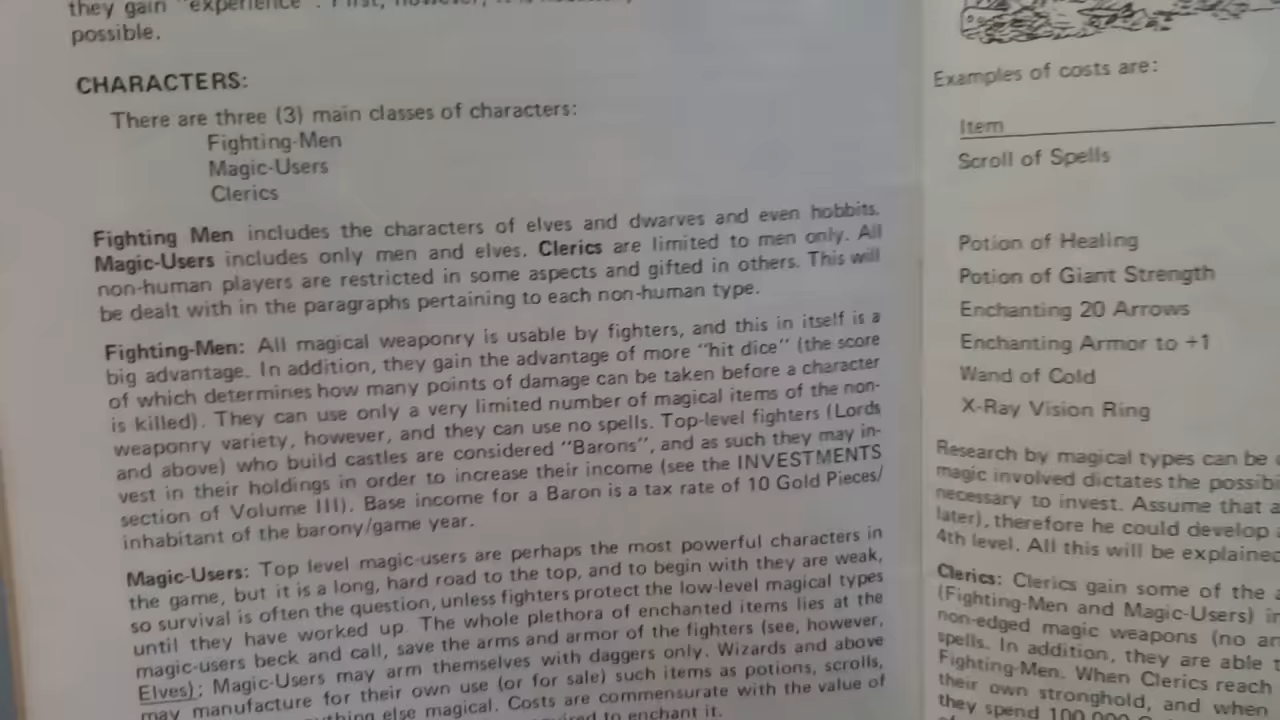 they gain "experience". First, however, it is
possible.
CHARACTERS:
There are three (3) main classes of characters:
Fighting-Men
Magic-Users
Clerics
Fighting Men includes the characters of elves and dwarves and even hobbits.
Magic-Users includes only men and elves. Clerics are limited to men only. All
non-human players are restricted in some aspects and gifted in others. This will
be dealt with in the paragraphs pertaining to each non-human type.
Fighting-Men: All magical weaponry is usable by fighters, and this in itself is a
big advantage. In addition, they gain the advantage of more "hit dice" (the score
of which determines how many points of damage can be taken before a character
is killed). They can use only a very limited number of magical items of the non-
weaponry variety, however, and they can use no spells. Top-level fighters (Lords
and above) who build castles are considered "Barons", and as such they may in-
vest in their holdings in order to increase their income (see the INVESTMENTS
section of Volume III). Base income for a Baron is a tax rate of 10 Gold Pieces/
inhabitant of the barony/game year.
Magic-Users: Top level magic-users are perhaps the most powerful characters in
the game, but it is a long, hard road to the top, and to begin with they are weak,
so survival is often the question, unless fighters protect the low-level magical types
until they have worked up. The whole plethora of enchanted items lies at the
magic-users beck and call, save the arms and armor of the fighters (see, however,
Elves); Magic-Users may arm themselves with daggers only. Wizards and above
may manufacture for their own use (or for sale) such items as potions, scrolls,
else magical. Costs are commensurate with the value of
to enchant it.
Examples of costs are:
Item
Scroll of Spells
Potion of Healing
Potion of Giant Strength
Enchanting 20 Arrows
Enchanting Armor to +1
Wand of Cold
X-Ray Vision Ring
Research by magical types can be
magic involved dictates the possibi
necessary to invest. Assume that a
later), therefore he could develop
4th level. All this will be explained
Clerics: Clerics gain some of the
(Fighting-Men and Magic-Users) in
non-edged magic weapons (no ar
spells. In addition, they are able t
Fighting-Men. When Clerics reach
their own stronghold, and when
they spend 100,000